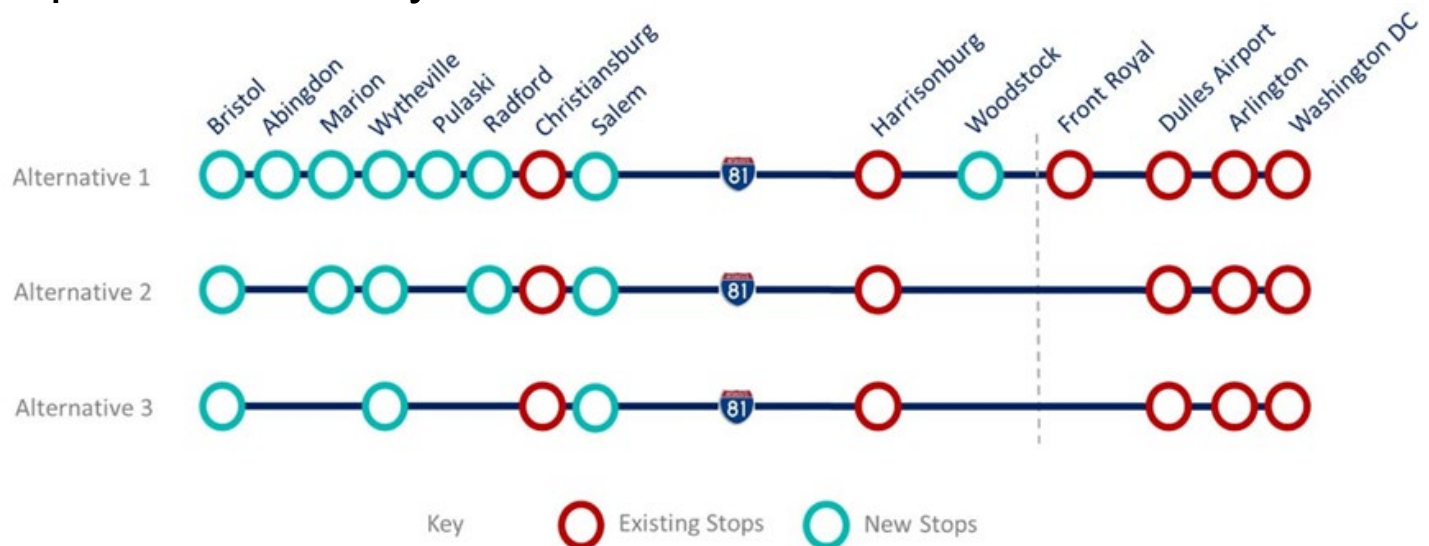 Bristol
Abingdon
Marion
Wytheville
Pulaski
Radford
Christiansburg
Salem
Harrisonburg
Woodstock
Front Royal
Dulles Airport
Arlington
Washington DC
Alternative 1
81
Alternative 2
81
Alternative 3
81
Key
Existing Stops
New Stops